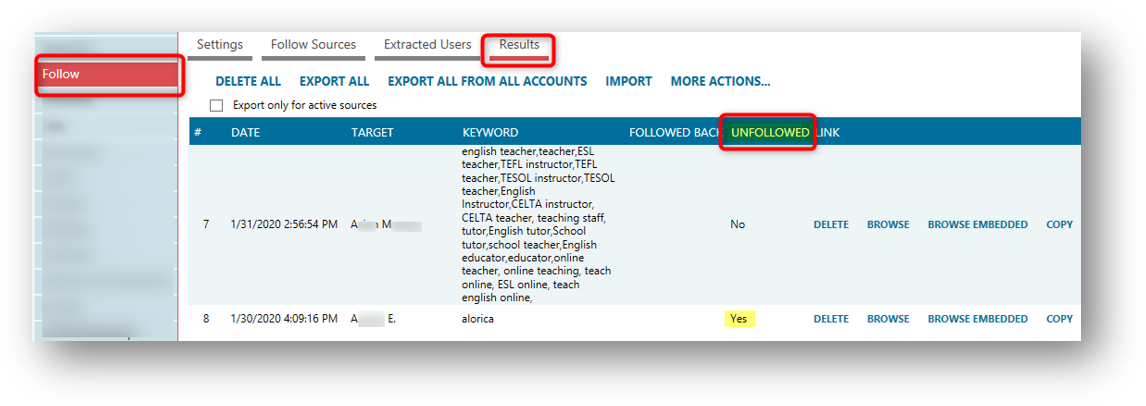 Settings Follow Sources Extracted Users Results
Follow
DELETE ALL EXPORT ALL EXPORT ALL FROM ALL ACCOUNTS IMPORT MORE ACTIONS...
Export only for active sources
# DATE TARGET KEYWORD FOLLOWED BACK UNFOLLOWED LINK
english teacher,teacher,ESL
teacher,TEFL instructor,TEFL
teacher,TESOL instructor,TESOL
teacher,English
Instructor,CELTA instructor,
CELTA teacher, teaching staff,
7 1/31/2020 2:56:54 PM A M tutor,English tutor,School No DELETE BROWSE BROWSE EMBEDDED COPY
tutor,school teacher,English
educator,educator,online
teacher, online teaching, teach
online, ESL online, teach
english online,
8 1/30/2020 4:09:16 PM A E. alorica Yes DELETE BROWSE BROWSE EMBEDDED COPY